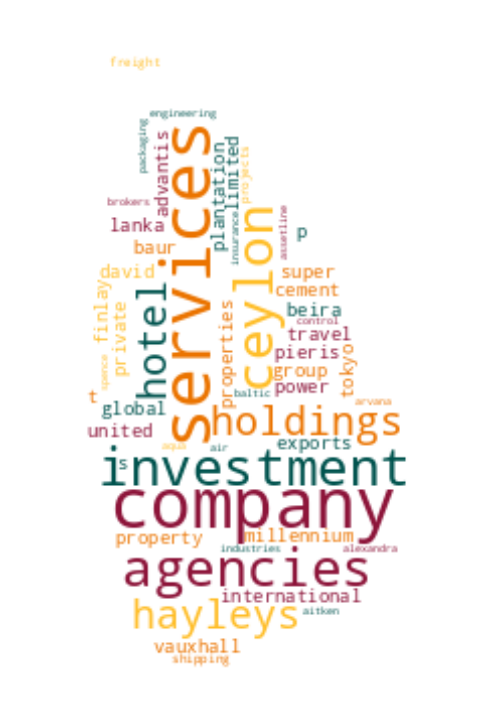 freight
engineering
packaging
services
advantis
plantation
limited
projects
brokers
lanka
baur
insurance
assetline
ceylon
p
david
super
cement
hotel
finlay
private
properties
beira
control
travel
pieris
tokyo
group
spence
power
baltic
t
global
holdings
arvana
united
aqua
air
exports
s
investment
company
property
millennium
industries
alexandra
agencies
international
hayleys
aitken
vauxhall
shipping